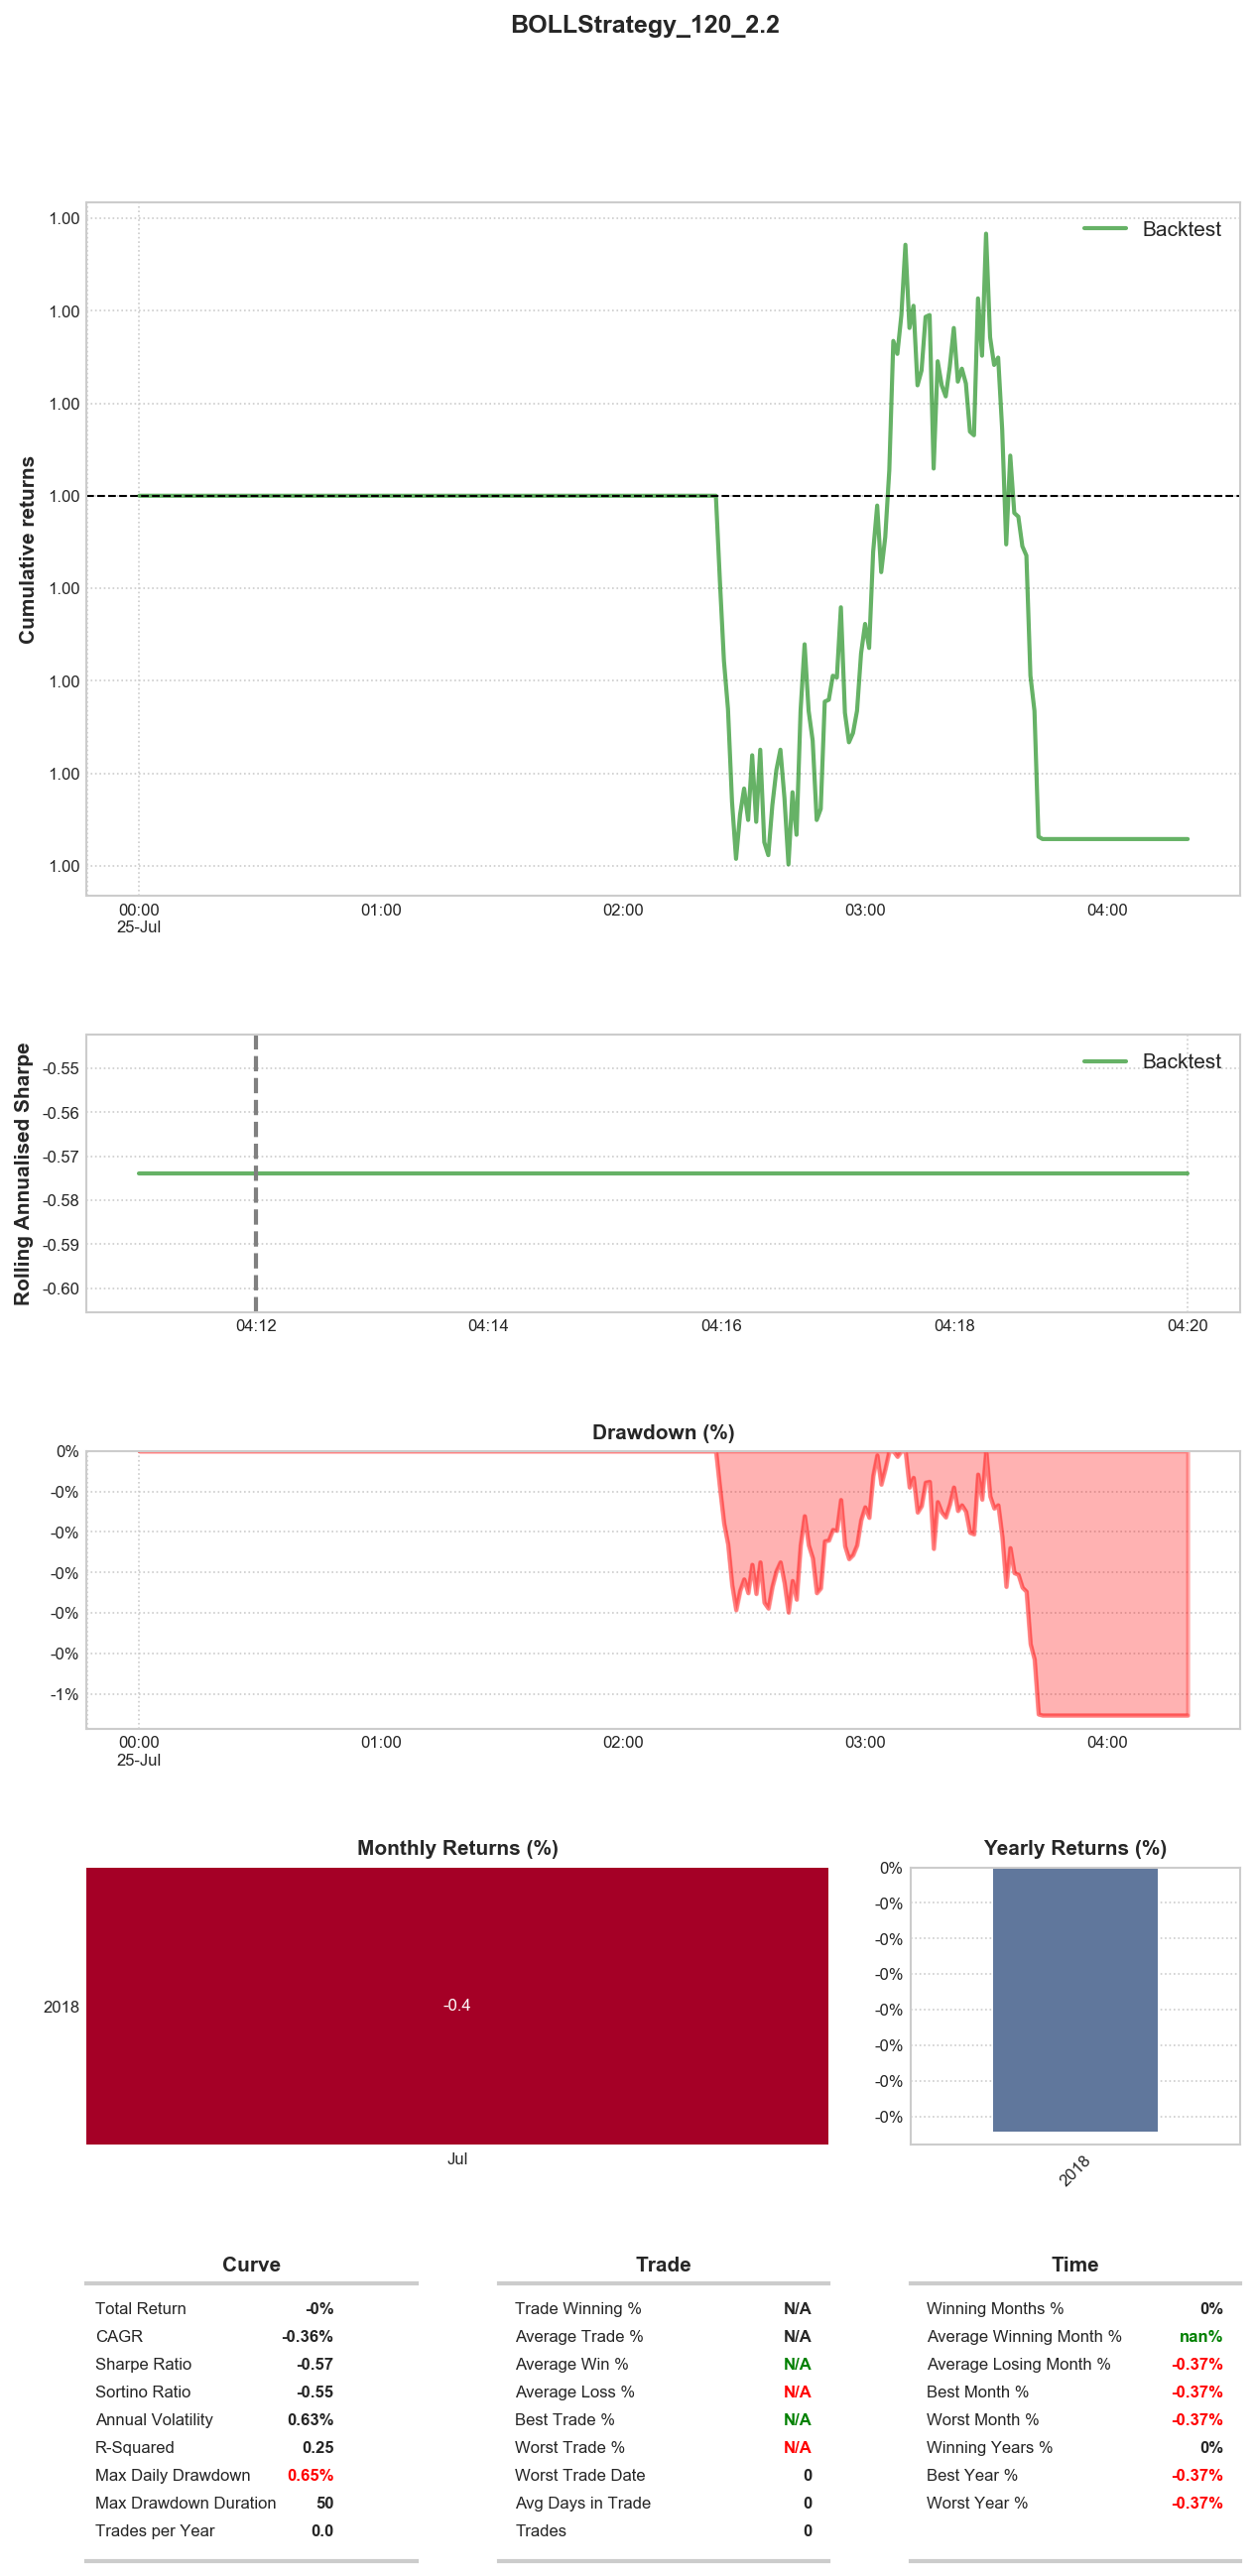 BOLLStrategy_120_2.2
Cumulative returns
1.00
1.00
1.00
1.00
1.00
1.00
1.00
1.00
Backtest
00:00 01:00 02:00 03:00 04:00
25-Jul
Rolling Annualised Sharpe
-0.55
-0.56
-0.57
-0.58
-0.59
-0.60
Backtest
04:12 04:14 04:16 04:18 04:20
Drawdown (%)
0%
-0%
-0%
-0%
-0%
-0%
-1%
00:00 01:00 02:00 03:00 04:00
25-Jul
Monthly Returns (%)
2018
-0.4
Jul
Yearly Returns (%)
0%
-0%
-0%
-0%
-0%
-0%
-0%
-0%
2018
Curve
Total Return -0%
CAGR -0.36%
Sharpe Ratio -0.57
Sortino Ratio -0.55
Annual Volatility 0.63%
R-Squared 0.25
Max Daily Drawdown 0.65%
Max Drawdown Duration 50
Trades per Year 0.0
Trade
Trade Winning % N/A
Average Trade % N/A
Average Win % N/A
Average Loss % N/A
Best Trade % N/A
Worst Trade % N/A
Worst Trade Date 0
Avg Days in Trade 0
Trades 0
Time
Winning Months % 0%
Average Winning Month % nan%
Average Losing Month % -0.37%
Best Month % -0.37%
Worst Month % -0.37%
Winning Years % 0%
Best Year % -0.37%
Worst Year % -0.37%